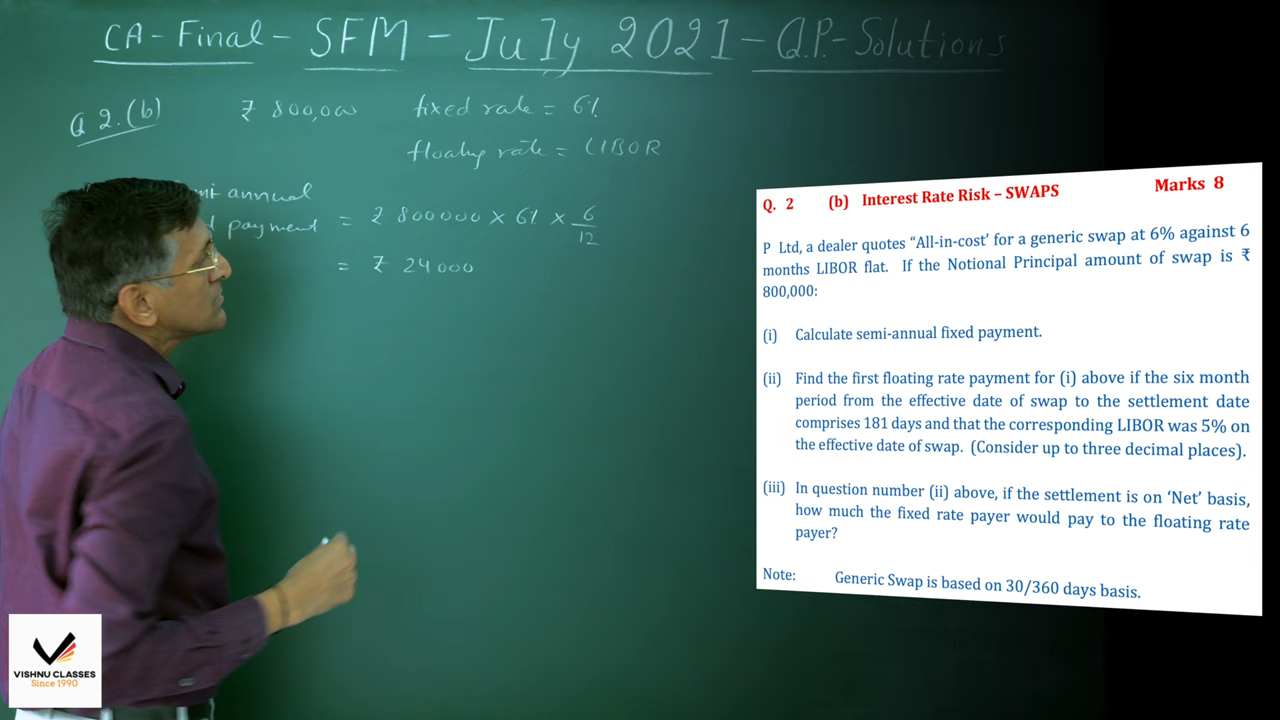 CA - Final - SFM - July 2021 - Q.P. - Solutions
Q 2. (b) ₹ 800,000 fixed rate = 6%
floating rate = LIBOR
annual
payment = ₹ 800000 × 6% × 6/12
= ₹ 24000
Q. 2 (b) Interest Rate Risk – SWAPS Marks 8
P Ltd, a dealer quotes “All-in-cost’ for a generic swap at 6% against 6
months LIBOR flat. If the Notional Principal amount of swap is ₹
800,000:
(i) Calculate semi-annual fixed payment.
(ii) Find the first floating rate payment for (i) above if the six month
period from the effective date of swap to the settlement date
comprises 181 days and that the corresponding LIBOR was 5% on
the effective date of swap. (Consider up to three decimal places).
(iii) In question number (ii) above, if the settlement is on ‘Net’ basis,
how much the fixed rate payer would pay to the floating rate
payer?
Note: Generic Swap is based on 30/360 days basis.
VISHNU CLASSES
Since 1990